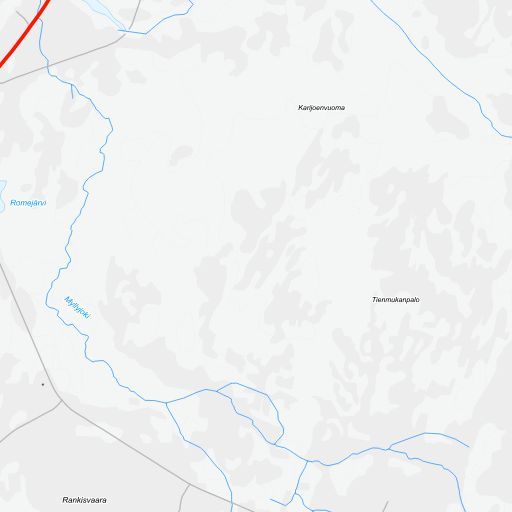 Karijoenvuoma
Romejärvi
Tienmukanpalo
Myllyjoki
Rankisvaara